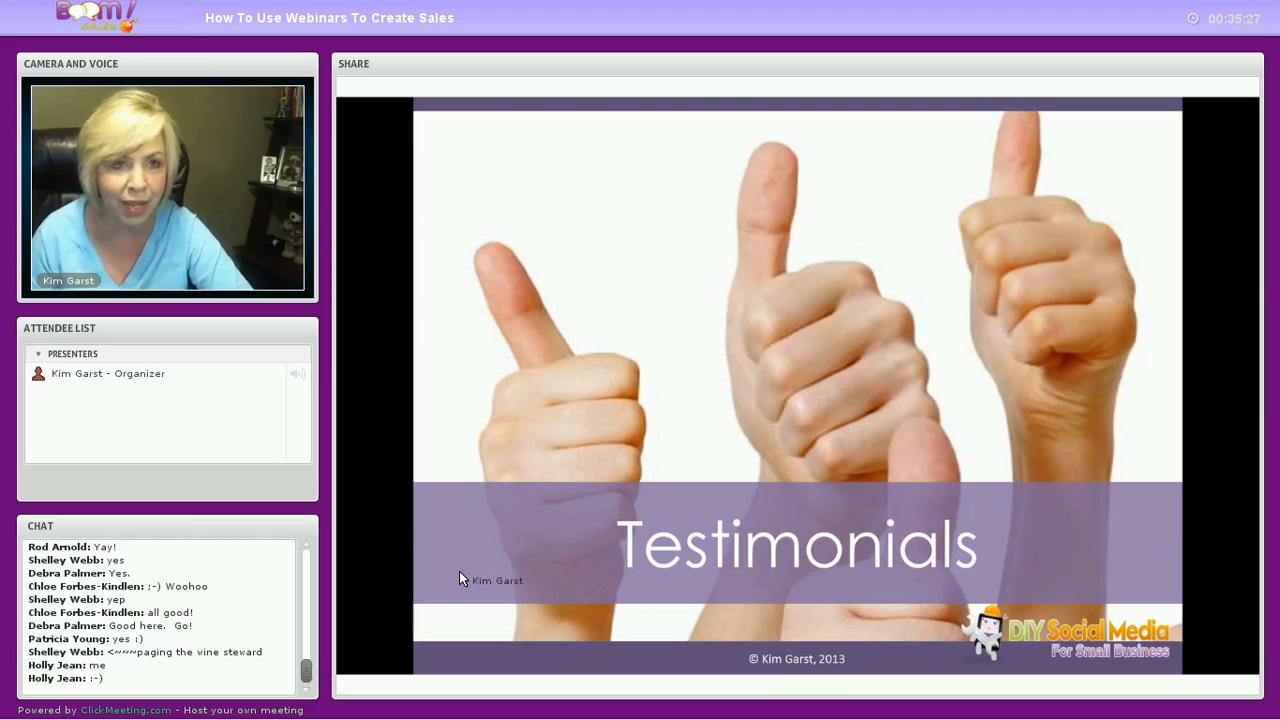 BOOM!
SOCIAL
How To Use Webinars To Create Sales
00:35:27
CAMERA AND VOICE
Kim Garst
ATTENDEE LIST
PRESENTERS
Kim Garst - Organizer
CHAT
Rod Arnold: Yay!
Shelley Webb: yes
Debra Palmer: Yes.
Chloe Forbes-Kindlen: ;-) Woohoo
Shelley Webb: yep
Chloe Forbes-Kindlen: all good!
Debra Palmer: Good here.  Go!
Patricia Young: yes :)
Shelley Webb: <~~~paging the wine steward
Holly Jean: me
Holly Jean: :-)
Powered by ClickMeeting.com - Host your own meeting
SHARE
Testimonials
Kim Garst
DIY Social Media
For Small Business
© Kim Garst, 2013